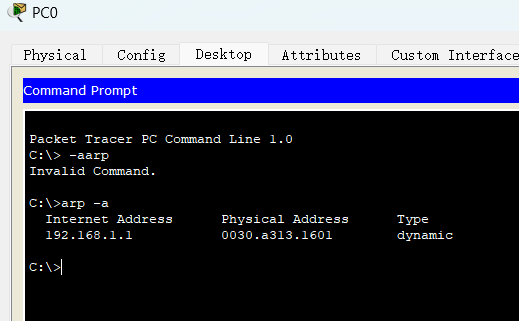 PC0
Physical Config Desktop Attributes Custom Interface
Command Prompt
Packet Tracer PC Command Line 1.0
C:\> -aarp
Invalid Command.
C:\>arp -a
Internet Address Physical Address Type
192.168.1.1 0030.a313.1601 dynamic
C:\>